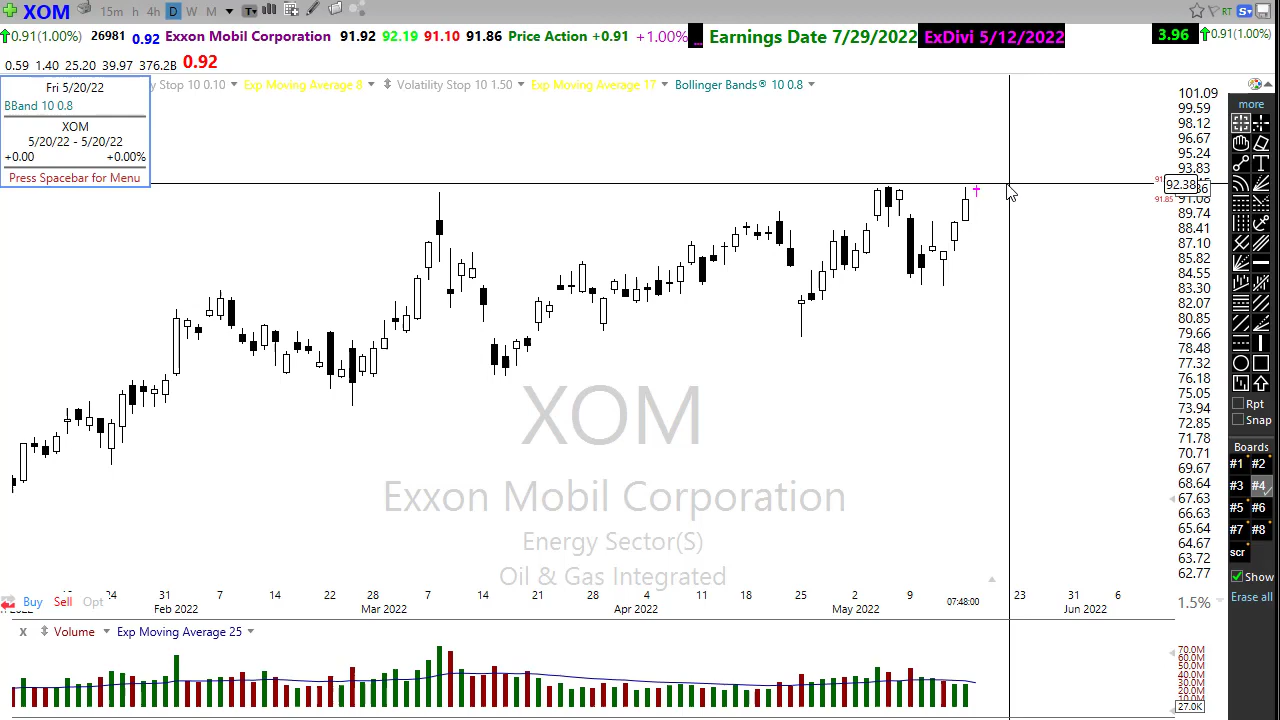 XOM 15m h 4h D W M T RT S
0.91(1.00%) 26981 0.92 Exxon Mobil Corporation 91.92 92.19 91.10 91.86 Price Action +0.91 +1.00% ... Earnings Date 7/29/2022 ExDivi 5/12/2022 3.96 0.91(1.00%)
0.59 1.40 25.20 39.97 376.2B 0.92
y Stop 10 0.10 Exp Moving Average 8 Volatility Stop 10 1.50 Exp Moving Average 17 Bollinger Bands® 10 0.8
Fri 5/20/22
BBand 10 0.8
XOM
5/20/22 - 5/20/22
+0.00 +0.00%
Press Spacebar for Menu
101.09
99.59
98.12
96.67
95.24
93.83
92.38
91.85
91.08
89.74
88.41
87.10
85.82
84.55
83.30
82.07
80.85
79.66
78.48
77.32
76.18
75.05
73.94
72.85
71.78
70.71
69.67
68.64
67.63
66.64
65.66
64.70
63.72
62.77
1.5%
XOM
Exxon Mobil Corporation
Energy Sector(S)
Oil & Gas Integrated
24 31 7 14 22 28 7 14 21 28 4 11 18 25 2 9 23 31 6
Feb 2022 Mar 2022 Apr 2022 May 2022 07:48:00 Jun 2022
Buy Sell Opt
X Volume Exp Moving Average 25
70.0M
60.0M
50.0M
40.0M
30.0M
20.0M
10.0M
27.0K
more
Rpt
Snap
Boards
#1 #2
#3 #4
#5 #6
#7 #8
scr
Show
Erase all